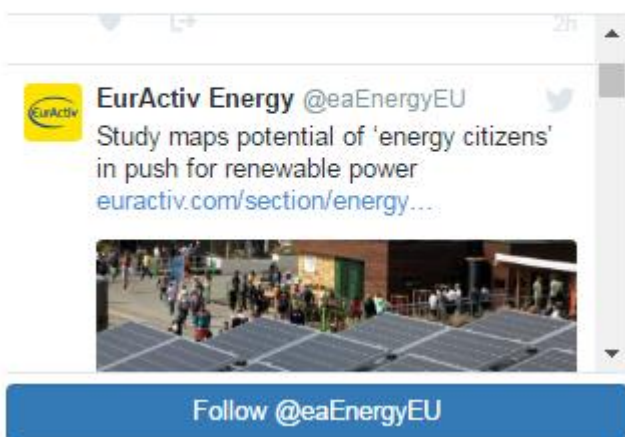 2h
EurActiv Energy @eaEnergyEU
EurActiv
Study maps potential of ‘energy citizens’
in push for renewable power
euractiv.com/section/energy…
Follow @eaEnergyEU